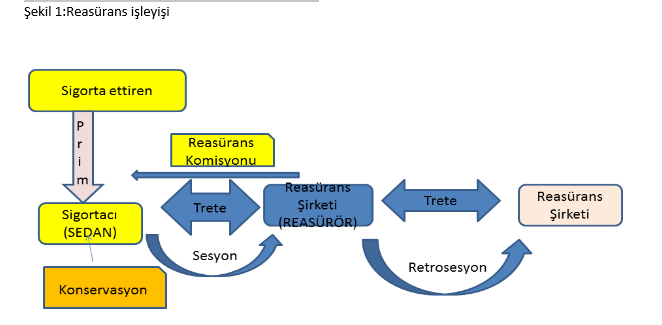 Şekil 1:Reasürans işleyişi
Sigorta ettiren
Prim
Reasürans
Komisyonu
Sigortacı
(SEDAN)
Trete
Reasürans
Şirketi
(REASÜRÖR)
Trete
Reasürans
Şirketi
Sesyon
Retrosesyon
Konservasyon